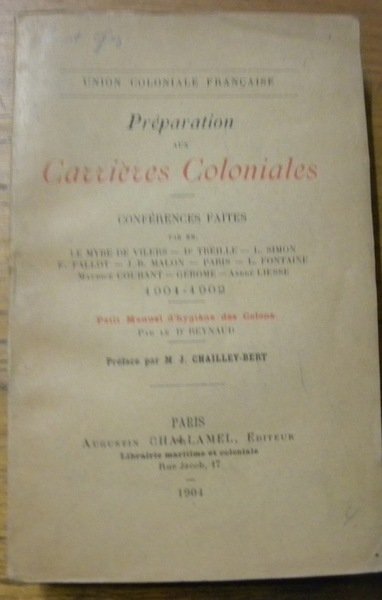 UNION COLONIALE FRANÇAISE
Préparation
AUX
Carrières Coloniales
CONFÉRENCES FAITES
PAR MM.
LE MYRE DE VILERS — Dr TREILLE — L. SIMON
E. FALLOT — J.-B. MALON — PARIS — L. FONTAINE
MAURICE COURANT — GÉROME — ANDRÉ LIESSE
1901-1902
Petit Manuel d'hygiène des Colons
PAR LE Dr REYNAUD
Préface par M J. CHAILLEY-BERT
PARIS
AUGUSTIN CHALLAMEL, ÉDITEUR
Librairie maritime et coloniale
Rue Jacob, 17
1904